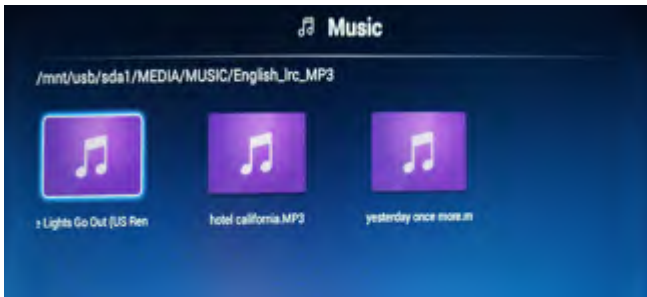 Music
/mnt/usb/sda1/MEDIA/MUSIC/English_lrc_MP3
e Lights Go Out (US Ren
hotel california.MP3
yesterday once more.m